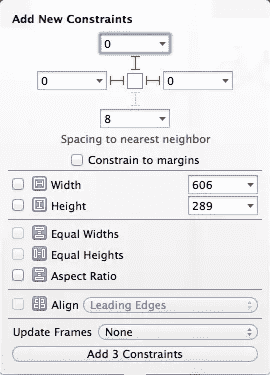 Add New Constraints
0
0 0
8
Spacing to nearest neighbor
Constrain to margins
Width 606
Height 289
Equal Widths
Equal Heights
Aspect Ratio
Align Leading Edges
Update Frames None
Add 3 Constraints